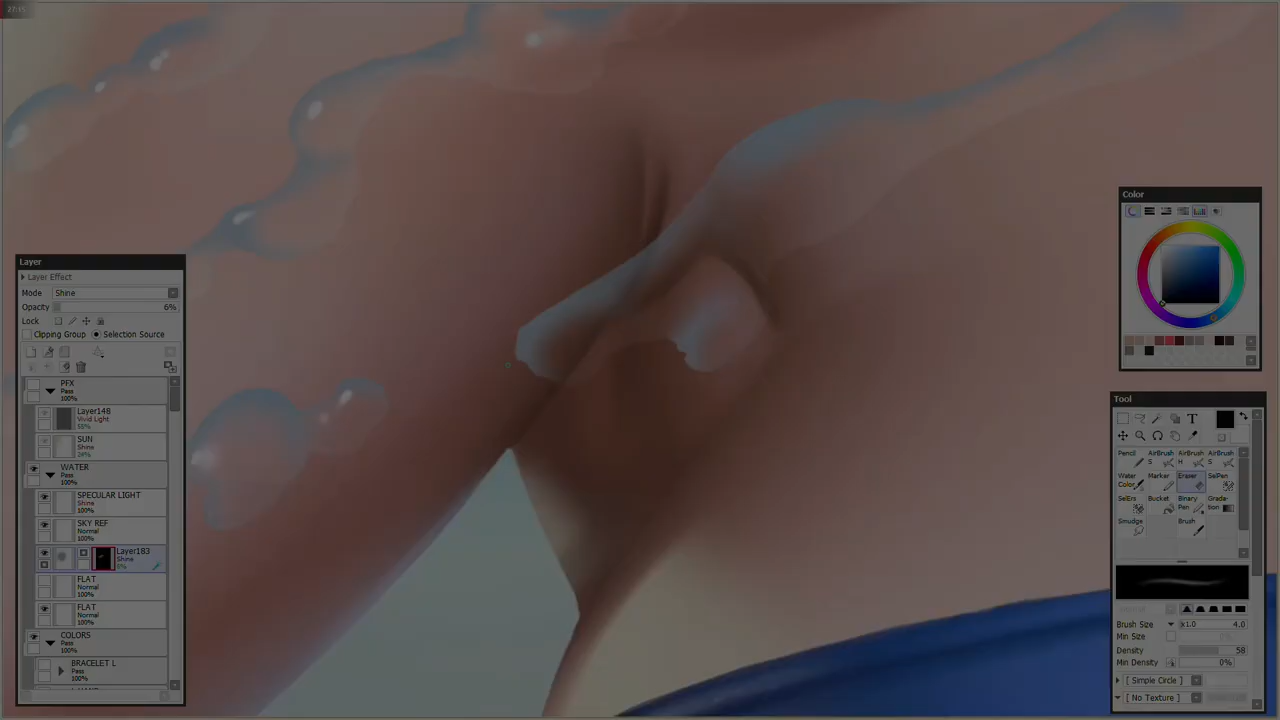 27:15
Layer
Layer Effect
Mode Shine
Opacity 6%
Lock
Clipping Group Selection Source
PFX
Pass
100%
Layer148
Vivid Light
SUN
Shine
WATER
Pass
100%
SPECULAR LIGHT
Shine
100%
SKY REF
Normal
100%
Layer183
Shine
FLAT
Normal
100%
FLAT
Normal
100%
COLORS
Pass
100%
BRACELET L
Pass
100%
Color
Tool
T
Pencil AirBrush S AirBrush H AirBrush S
Water Color Marker Eraser SelPen
SelErs Bucket Binary Pen Gradation
Smudge Brush
Brush Size x1.0 4.0
Min Size
Density 58
Min Density 0%
[ Simple Circle ]
[ No Texture ]